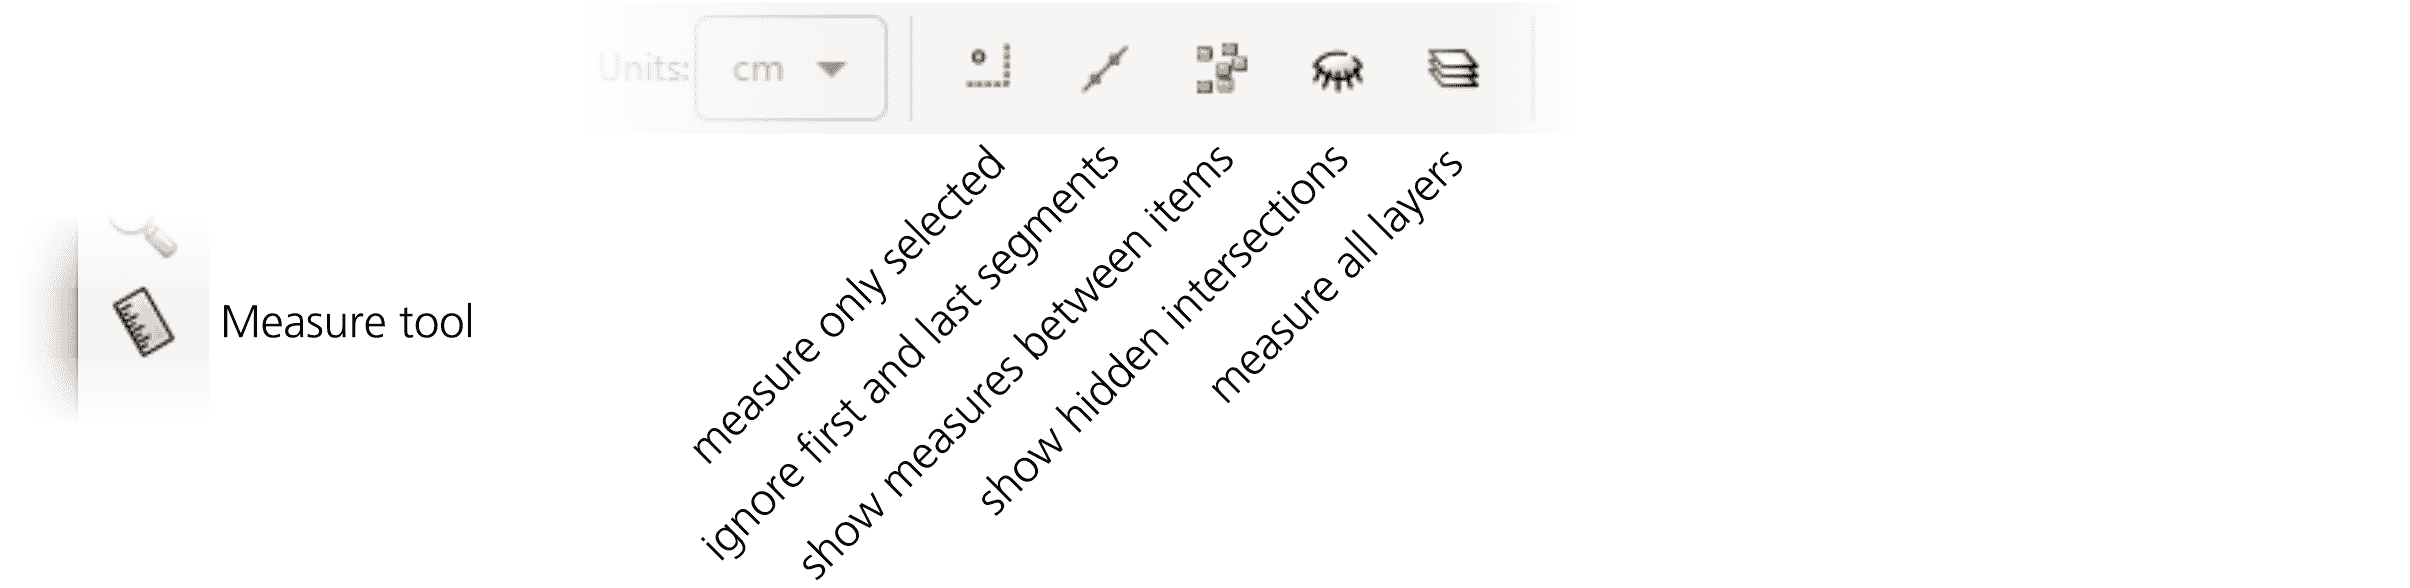 Units: cm
measure only selected
ignore first and last segments
show measures between items
show hidden intersections
measure all layers
Measure tool